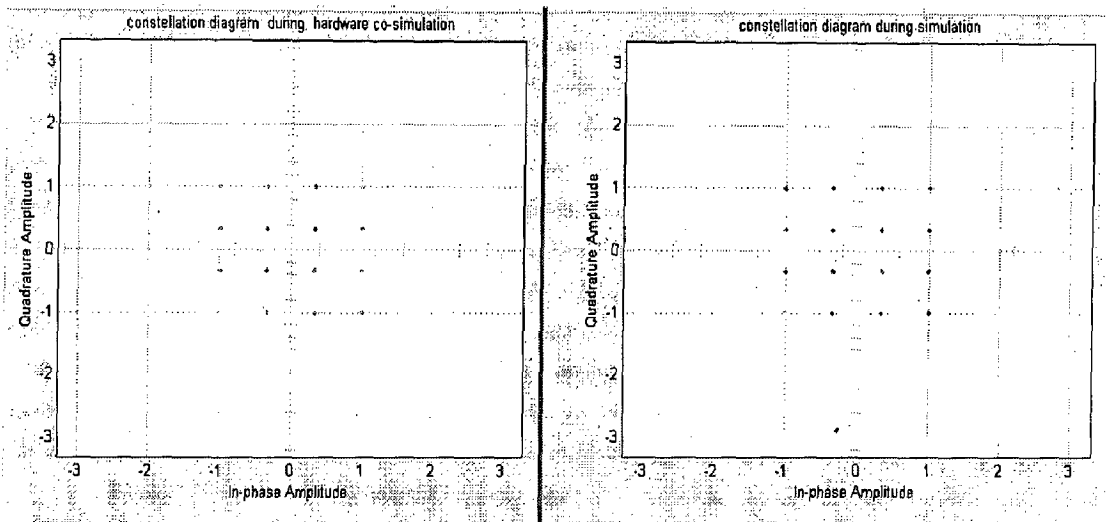 constellation diagram during hardware co-simulation
3
2
1
0
-1
-2
-3
Quadrature Amplitude
-3 -2 -1 0 1 2 3
In-phase Amplitude
constellation diagram during simulation
3
2
1
0
-1
-2
-3
Quadrature Amplitude
-3 -2 -1 0 1 2 3
In-phase Amplitude